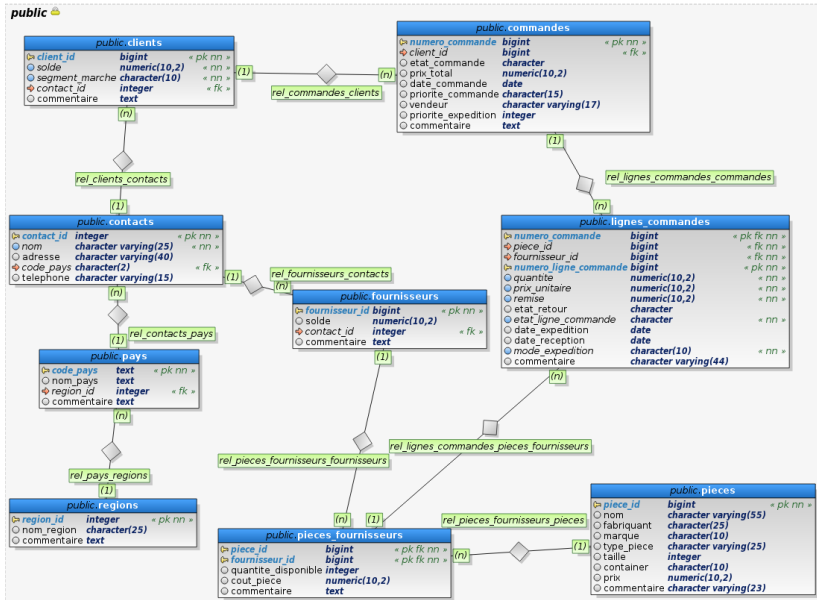 public
public.clients
client_id bigint « pk nn »
solde numeric(10,2) « nn »
segment_marche character(10) « nn »
contact_id integer « fk »
commentaire text
(1)
(n)
rel_commandes_clients
public.commandes
numero_commande bigint « pk nn »
client_id bigint « fk »
etat_commande character
prix_total numeric(10,2)
date_commande date
priorite_commande character(15)
vendeur character varying(17)
priorite_expedition integer
commentaire text
(n)
rel_clients_contacts
(1)
(1)
rel_lignes_commandes_commandes
(n)
public.contacts
contact_id integer « pk nn »
nom character varying(25) « nn »
adresse character varying(40)
code_pays character(2) « fk »
telephone character varying(15)
(1)
rel_fournisseurs_contacts
(n)
public.lignes_commandes
numero_commande bigint « pk fk nn »
piece_id bigint « fk nn »
fournisseur_id bigint « fk nn »
numero_ligne_commande bigint « pk nn »
quantite numeric(10,2) « nn »
prix_unitaire numeric(10,2) « nn »
remise numeric(10,2) « nn »
etat_retour character
etat_ligne_commande character « nn »
date_expedition date
date_reception date
mode_expedition character(10) « nn »
commentaire character varying(44)
public.fournisseurs
fournisseur_id bigint « pk nn »
solde numeric(10,2)
contact_id integer « fk »
commentaire text
(n)
rel_contacts_pays
(1)
public.pays
code_pays text « pk nn »
nom_pays text
region_id integer « fk »
commentaire text
(1)
(n)
(n)
rel_lignes_commandes_pieces_fournisseurs
rel_pieces_fournisseurs_fournisseurs
rel_pays_regions
(1)
public.regions
region_id integer « pk nn »
nom_region character(25)
commentaire text
(n)
(1)
rel_pieces_fournisseurs_pieces
public.pieces_fournisseurs
piece_id bigint « pk fk nn »
fournisseur_id bigint « pk fk nn »
quantite_disponible integer
cout_piece numeric(10,2)
commentaire text
(n)
(1)
public.pieces
piece_id bigint « pk nn »
nom character varying(55)
fabriquant character(25)
marque character(10)
type_piece character varying(25)
taille integer
container character(10)
prix numeric(10,2)
commentaire character varying(23)